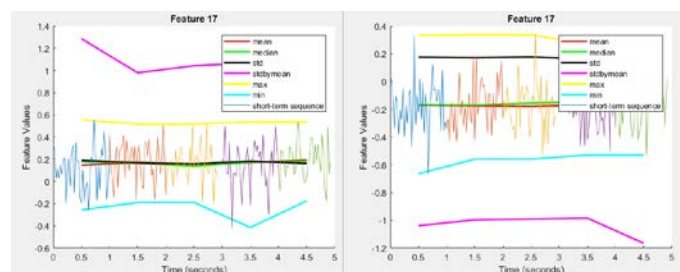 Feature 17
1.4
1.2
1
0.8
0.6
0.4
0.2
0
-0.2
-0.4
-0.6
Feature Values
mean
median
std
stdbymean
max
min
short-term sequence
0 0.5 1 1.5 2 2.5 3 3.5 4 4.5 5
Time (seconds)
Feature 17
0.4
0.2
0
-0.2
-0.4
-0.6
-0.8
-1
-1.2
Feature Values
mean
median
std
stdbymean
max
min
short-term sequence
0 0.5 1 1.5 2 2.5 3 3.5 4 4.5 5
Time (seconds)